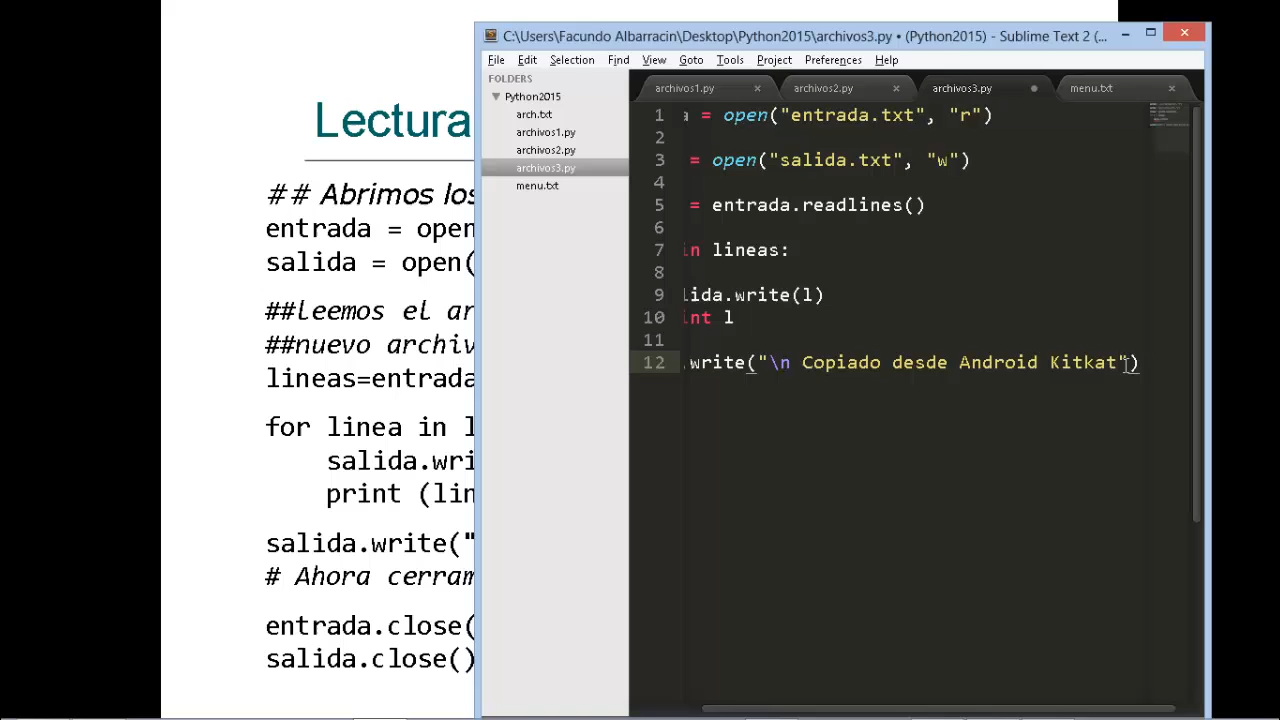 Lectura
## Abrimos los
entrada = open
salida = open(
##Leemos el ar
##nuevo archiv
lineas=entrada
for linea in l
salida.wri
print (lin
salida.write("
# Ahora cerram
entrada.close(
salida.close()
C:\Users\Facundo Albarracin\Desktop\Python2015\archivos3.py • (Python2015) - Sublime Text 2 (...
File Edit Selection Find View Goto Tools Project Preferences Help
FOLDERS
Python2015
arch.txt
archivos1.py
archivos2.py
archivos3.py
menu.txt
archivos1.py archivos2.py archivos3.py menu.txt
1 a = open("entrada.txt", "r")
2
3 = open("salida.txt", "w")
4
5 = entrada.readlines()
6
7 in lineas:
8
9 lida.write(l)
10 int l
11
12 .write("\n Copiado desde Android Kitkat")